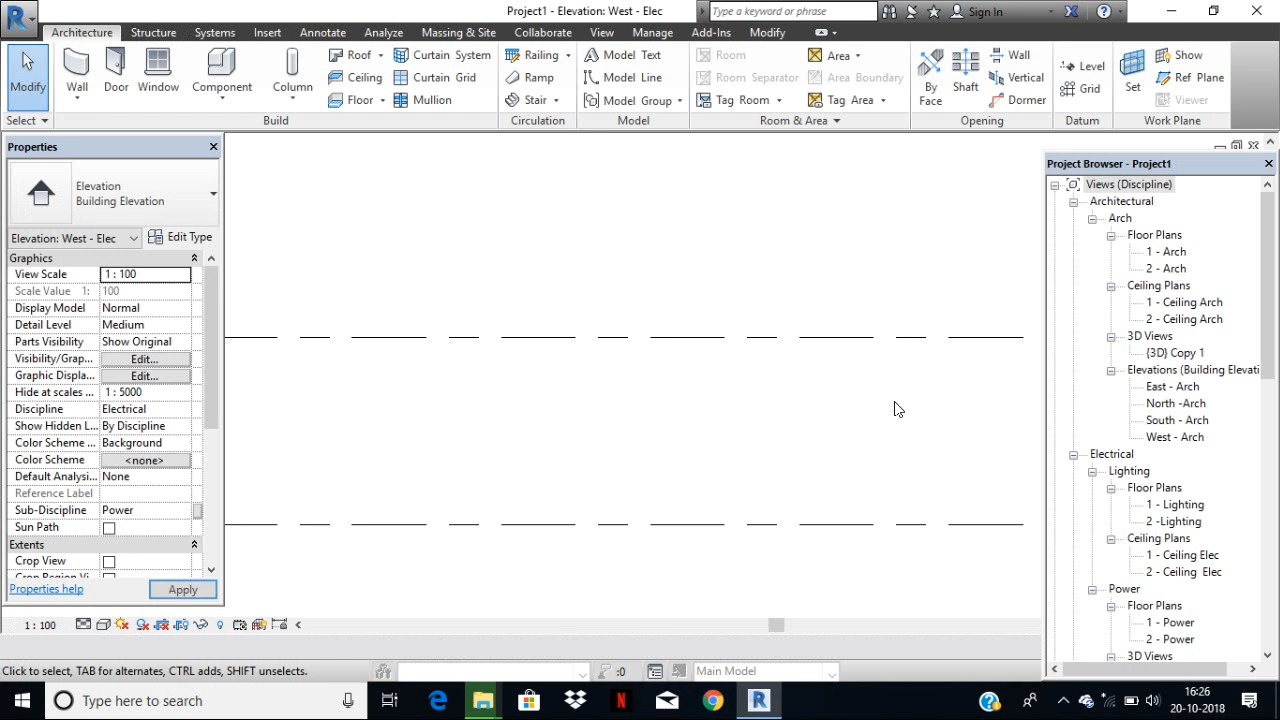 Project1 - Elevation: West - Elec
Type a keyword or phrase
Sign In
Architecture Structure Systems Insert Annotate Analyze Massing & Site Collaborate View Manage Add-Ins Modify
Modify
Wall
Door
Window
Component
Column
Roof
Ceiling
Floor
Curtain System
Curtain Grid
Mullion
Railing
Ramp
Stair
Model Text
Model Line
Model Group
Room
Room Separator
Tag Room
Area
Area Boundary
Tag Area
By Face
Shaft
Wall
Vertical
Dormer
Level
Grid
Set
Show
Ref Plane
Viewer
Select Build Circulation Model Room & Area Opening Datum Work Plane
Properties
Elevation
Building Elevation
Elevation: West - Elec Edit Type
Graphics
View Scale 1 : 100
Scale Value 1: 100
Display Model Normal
Detail Level Medium
Parts Visibility Show Original
Visibility/Grap... Edit...
Graphic Displa... Edit...
Hide at scales ... 1 : 5000
Discipline Electrical
Show Hidden L... By Discipline
Color Scheme ... Background
Color Scheme <none>
Default Analysi... None
Reference Label
Sub-Discipline Power
Sun Path
Extents
Crop View
Crop Region Vi...
Properties help Apply
Project Browser - Project1
Views (Discipline)
Architectural
Arch
Floor Plans
1 - Arch
2 - Arch
Ceiling Plans
1 - Ceiling Arch
2 - Ceiling Arch
3D Views
{3D} Copy 1
Elevations (Building Elevati
East - Arch
North -Arch
South - Arch
West - Arch
Electrical
Lighting
Floor Plans
1 - Lighting
2 -Lighting
Ceiling Plans
1 - Ceiling Elec
2 - Ceiling Elec
Power
Floor Plans
1 - Power
2 - Power
3D Views
1 : 100
Click to select, TAB for alternates, CTRL adds, SHIFT unselects.
:0
Main Model
Type here to search
16:26
20-10-2018